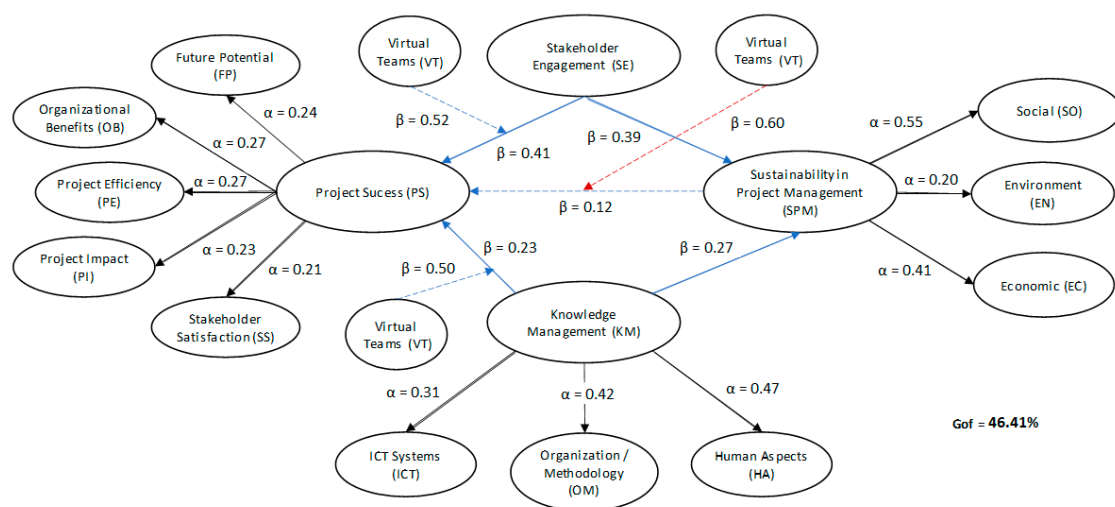 Virtual
Teams (VT)
Stakeholder
Engagement (SE)
Virtual
Teams (VT)
Future Potential
(FP)
α = 0.24
β = 0.52
β = 0.41
β = 0.39
β = 0.60
Organizational
Benefits (OB)
α = 0.27
α = 0.55
Social (SO)
Project Efficiency
(PE)
α = 0.27
Project Sucess (PS)
β = 0.12
Sustainability in
Project Management
(SPM)
α = 0.20
Environment
(EN)
Project Impact
(PI)
α = 0.23
α = 0.21
β = 0.23
β = 0.50
β = 0.27
α = 0.41
Economic (EC)
Stakeholder
Satisfaction (SS)
Virtual
Teams (VT)
Knowledge
Management (KM)
α = 0.31
α = 0.42
α = 0.47
Gof = 46.41%
ICT Systems
(ICT)
Organization /
Methodology
(OM)
Human Aspects
(HA)